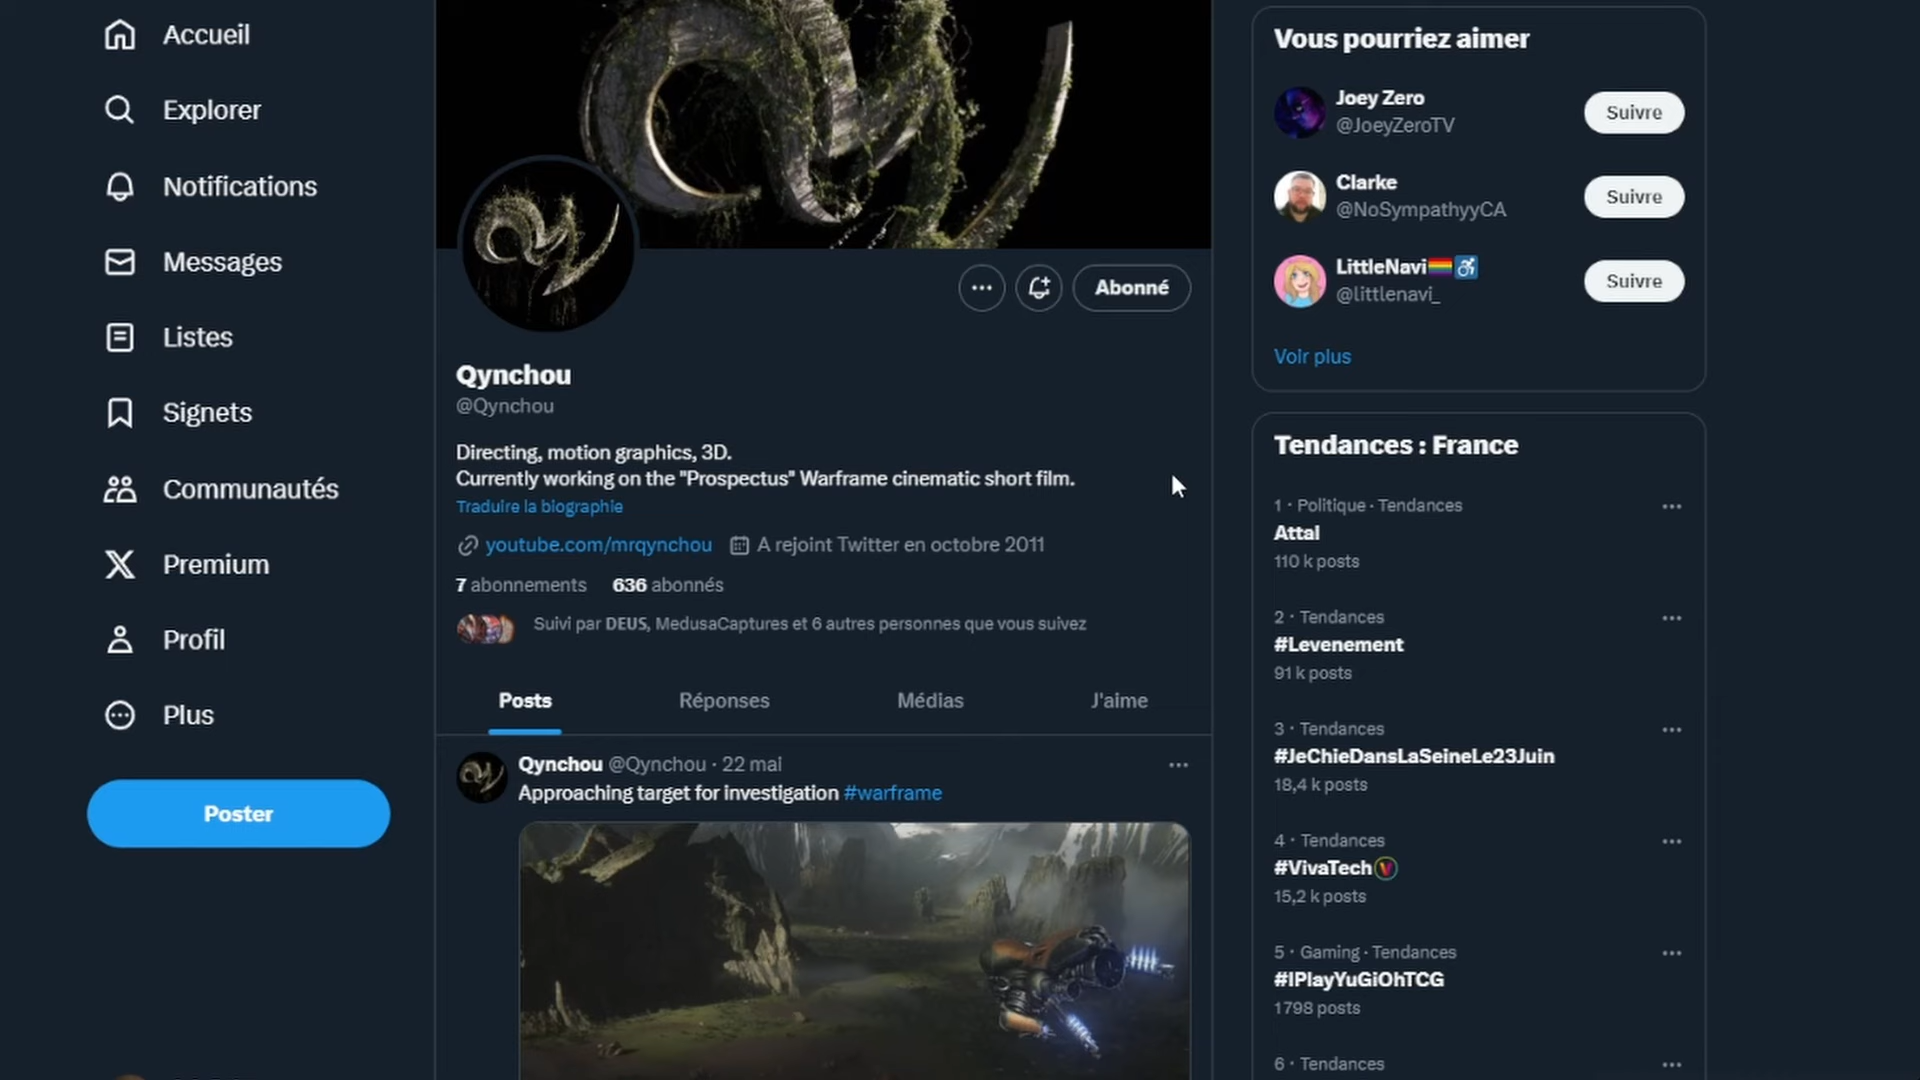 Accueil
Explorer
Notifications
Messages
Listes
Signets
Communautés
Premium
Profil
Plus
Poster
Abonné
Qynchou
@Qynchou
Directing, motion graphics, 3D.
Currently working on the "Prospectus" Warframe cinematic short film.
Traduire la biographie
youtube.com/mrqynchou A rejoint Twitter en octobre 2011
7 abonnements 636 abonnés
Suivi par DEUS, MedusaCaptures et 6 autres personnes que vous suivez
Posts Réponses Médias J'aime
Qynchou @Qynchou · 22 mai
Approaching target for investigation #warframe
Vous pourriez aimer
Joey Zero
@JoeyZeroTV
Suivre
Clarke
@NoSympathyyCA
Suivre
LittleNavi
@littlenavi_
Suivre
Voir plus
Tendances : France
1 · Politique · Tendances
Attal
110 k posts
2 · Tendances
#Levenement
91 k posts
3 · Tendances
#JeChieDansLaSeineLe23Juin
18,4 k posts
4 · Tendances
#VivaTech
15,2 k posts
5 · Gaming · Tendances
#IPlayYuGiOhTCG
1798 posts
6 · Tendances